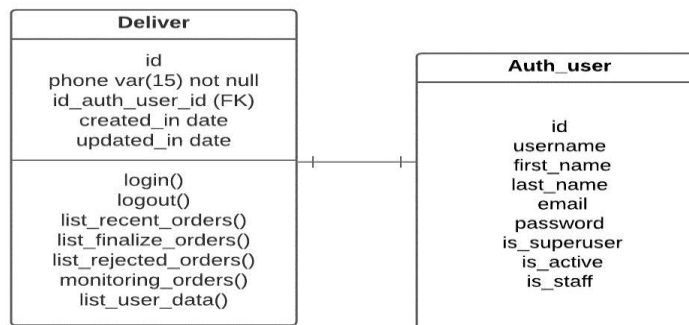 Deliver
id
phone var(15) not null
id_auth_user_id (FK)
created_in date
updated_in date
login()
logout()
list_recent_orders()
list_finalize_orders()
list_rejected_orders()
monitoring_orders()
list_user_data()
Auth_user
id
username
first_name
last_name
email
password
is_superuser
is_active
is_staff